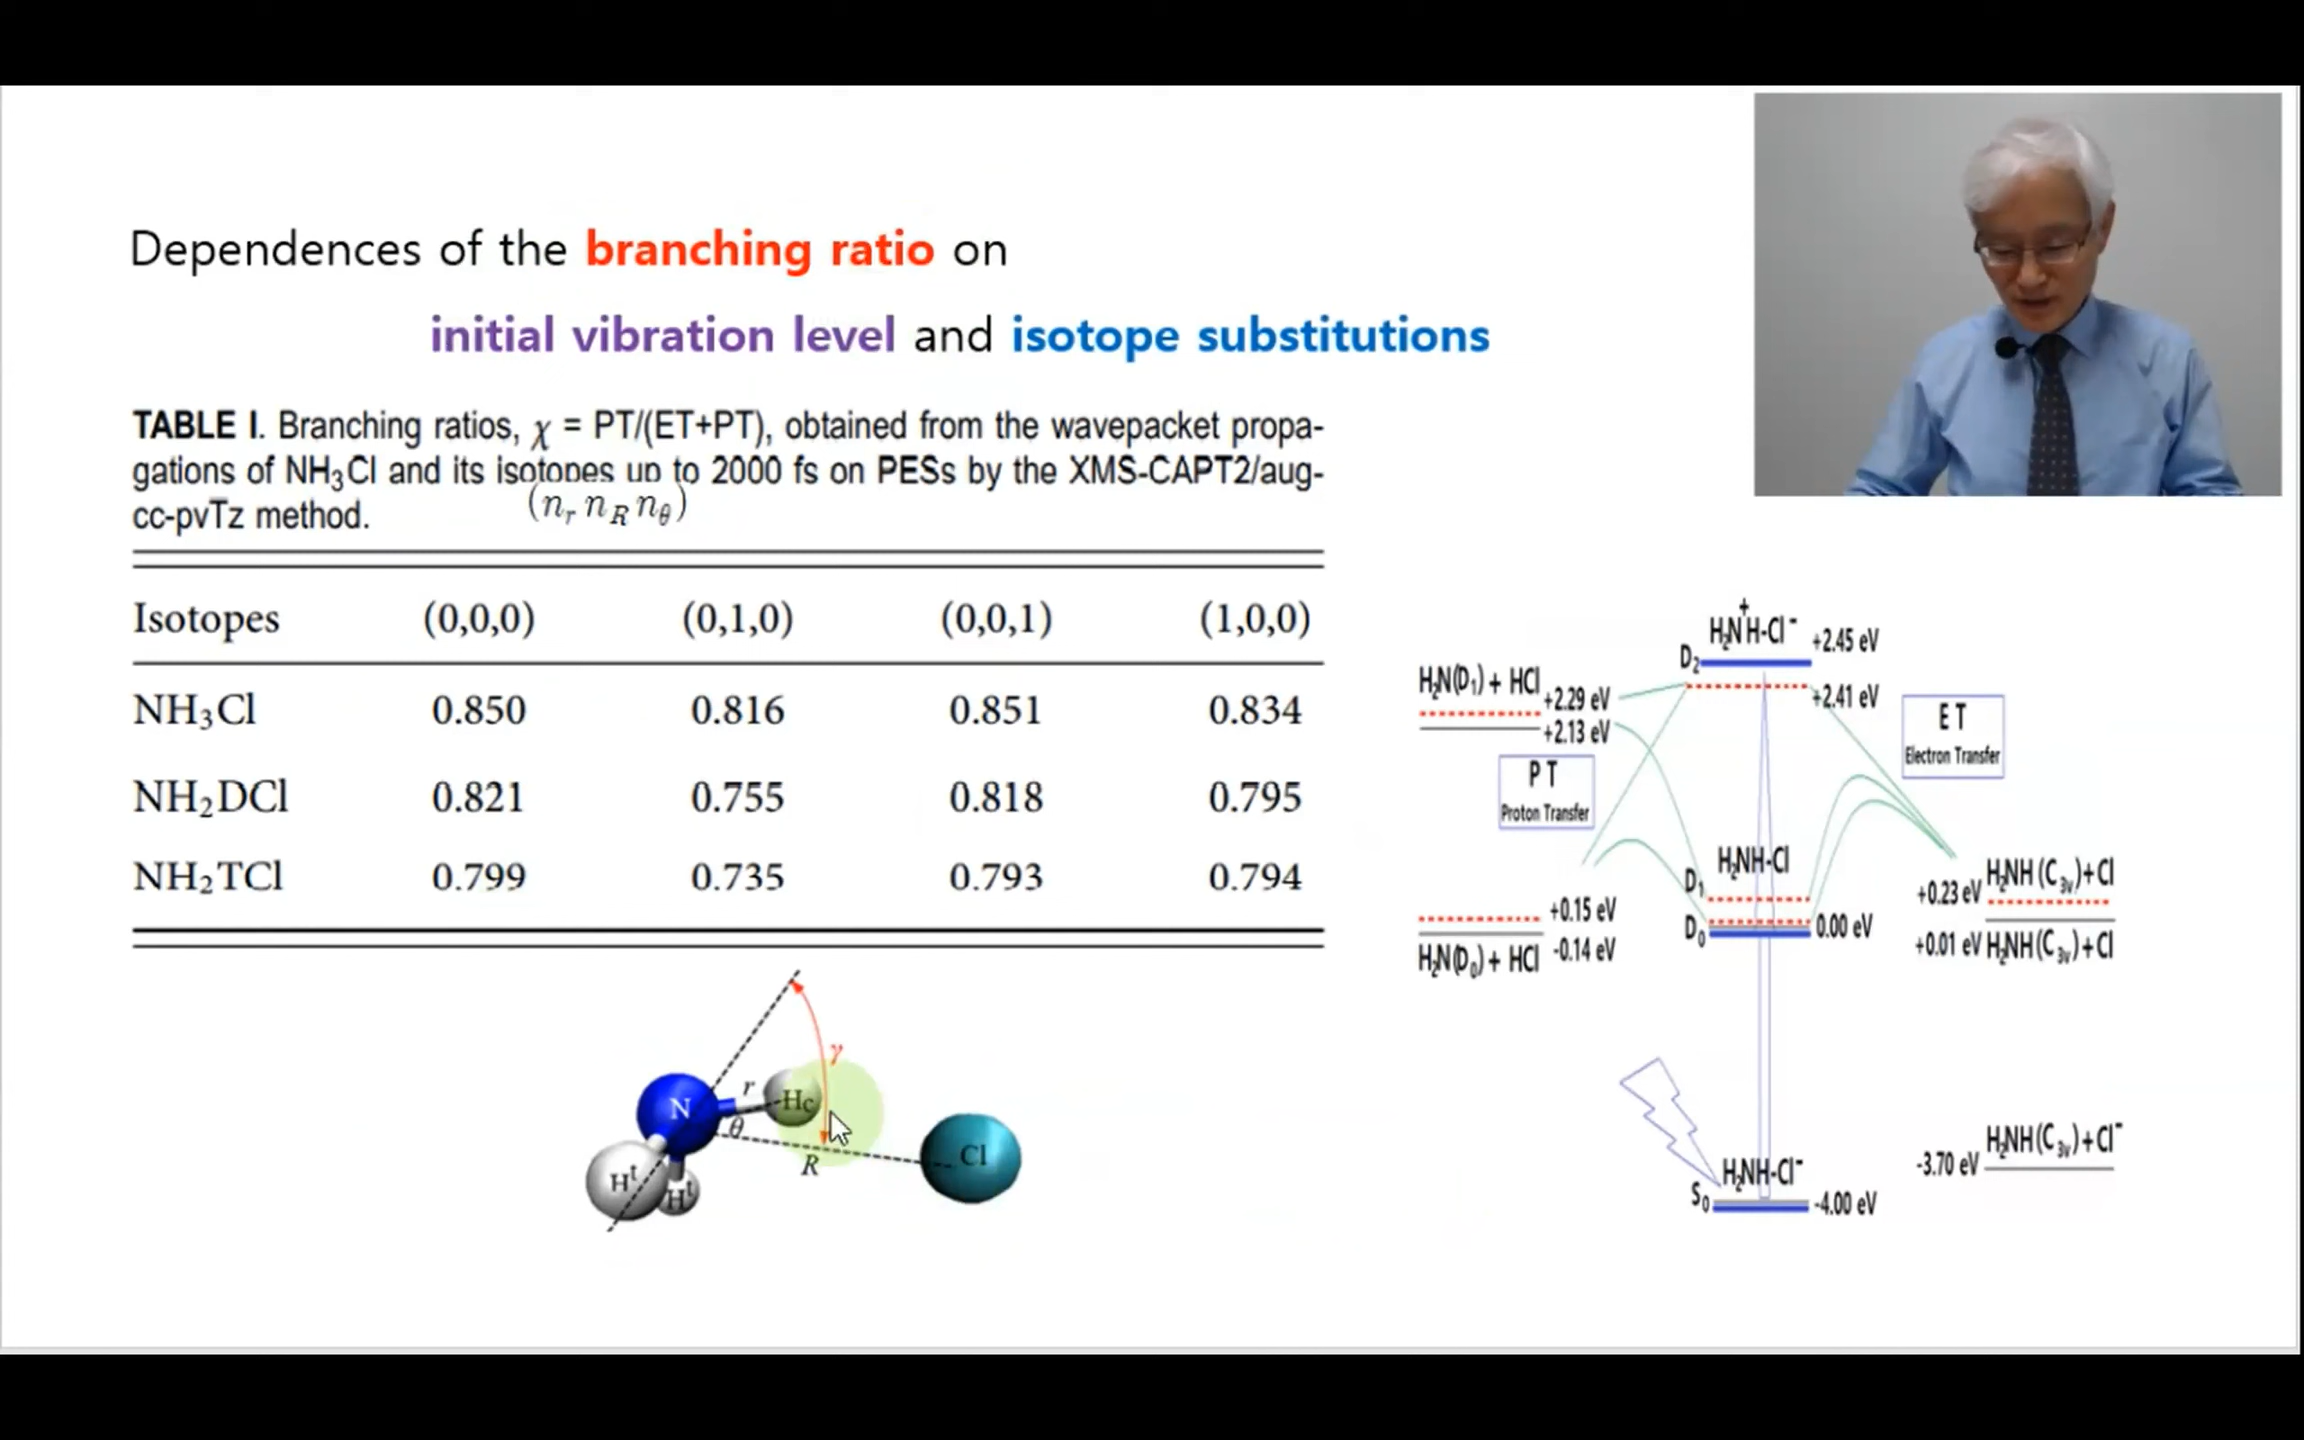 Dependences of the branching ratio on
initial vibration level and isotope substitutions
TABLE I. Branching ratios, χ = PT/(ET+PT), obtained from the wavepacket propa-
gations of NH₃Cl and its isotopes up to 2000 fs on PESs by the XMS-CAPT2/aug-
cc-pvTz method.
(nᵣ n_R n_θ)
Isotopes (0,0,0) (0,1,0) (0,0,1) (1,0,0)
NH₃Cl 0.850 0.816 0.851 0.834
NH₂DCl 0.821 0.755 0.818 0.795
NH₂TCl 0.799 0.735 0.793 0.794
γ
N r Hc
θ
R Cl
Hᵗ Hᵗ
H₂N⁺H-Cl⁻ +2.45 eV
D₂
+2.41 eV
H₂N(D₁) + HCl +2.29 eV
+2.13 eV
E T
Electron Transfer
P T
Proton Transfer
H₂NH-Cl
D₁
D₀ 0.00 eV
+0.15 eV
H₂N(D₀) + HCl -0.14 eV
+0.23 eV H₂NH (C₃ᵥ)+Cl
+0.01 eV H₂NH(C₃ᵥ)+Cl
H₂NH-Cl⁻
S₀ -4.00 eV
-3.70 eV H₂NH(C₃ᵥ)+Cl⁻